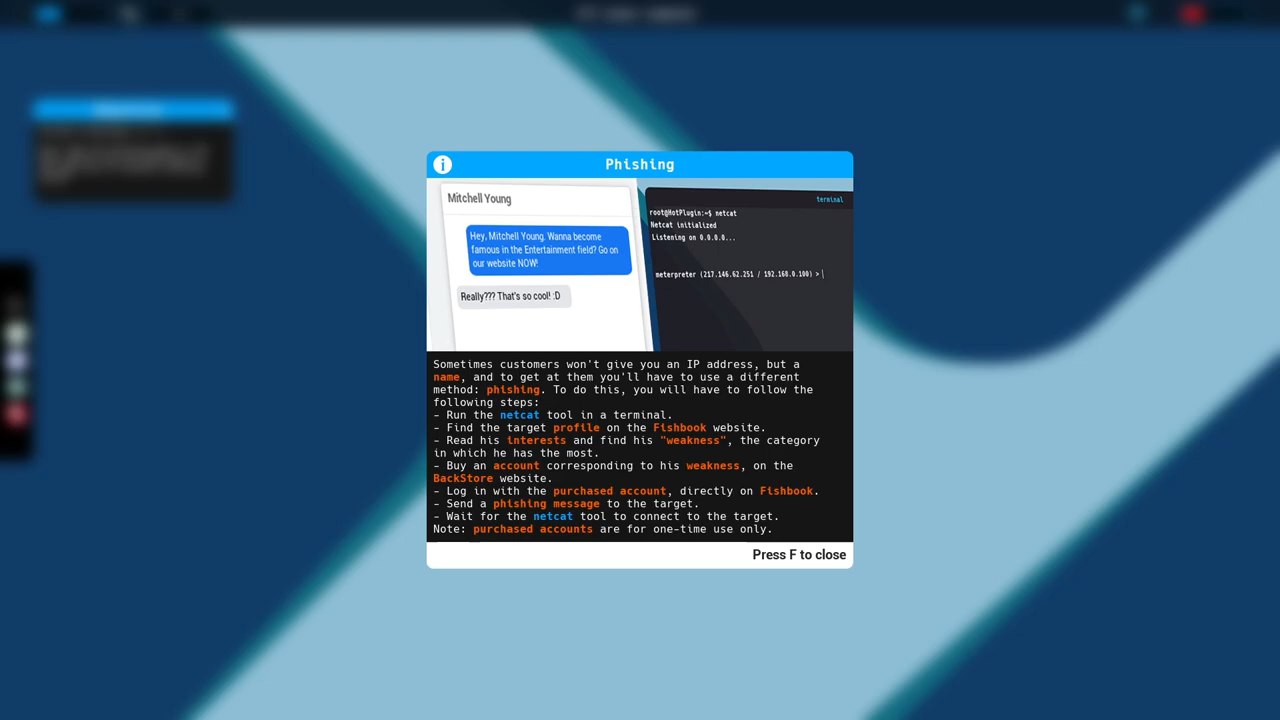 Phishing
Mitchell Young
Hey, Mitchell Young. Wanna become
famous in the Entertainment field? Go on
our website NOW!
Really??? That's so cool! :D
terminal
root@HotPlugin:~$ netcat
Netcat initialized
Listening on 0.0.0.0...
meterpreter (217.146.62.251 / 192.168.0.100) > |
Sometimes customers won't give you an IP address, but a
name, and to get at them you'll have to use a different
method: phishing. To do this, you will have to follow the
following steps:
- Run the netcat tool in a terminal.
- Find the target profile on the Fishbook website.
- Read his interests and find his "weakness", the category
in which he has the most.
- Buy an account corresponding to his weakness, on the
BackStore website.
- Log in with the purchased account, directly on Fishbook.
- Send a phishing message to the target.
- Wait for the netcat tool to connect to the target.
Note: purchased accounts are for one-time use only.
Press F to close